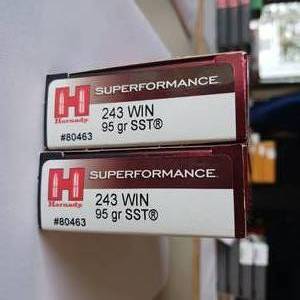 H
Hornady
#80463
SUPERFORMANCE
243 WIN
95 gr SST®
H
Hornady
#80463
SUPERFORMANCE
243 WIN
95 gr SST®